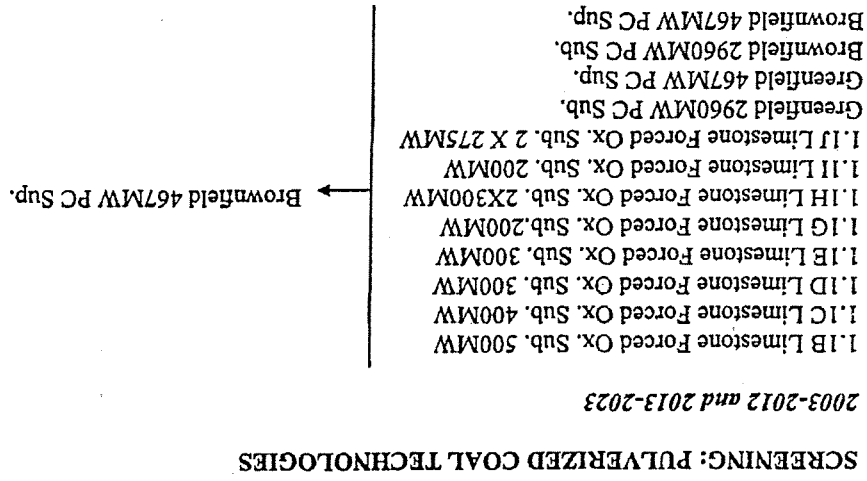 SCREENING: PULVERIZED COAL TECHNOLOGIES
2003-2012 and 2013-2023
1.1B Limestone Forced Ox. Sub. 500MW
1.1C Limestone Forced Ox. Sub. 400MW
1.1D Limestone Forced Ox. Sub. 300MW
1.1E Limestone Forced Ox. Sub. 300MW
1.1G Limestone Forced Ox. Sub.200MW
1.1H Limestone Forced Ox. Sub. 2X300MW
1.1I Limestone Forced Ox. Sub. 200MW
1.1J Limestone Forced Ox. Sub. 2 X 275MW
Greenfield 2960MW PC Sub.
Greenfield 467MW PC Sup.
Brownfield 2960MW PC Sub.
Brownfield 467MW PC Sup.
Brownfield 467MW PC Sup.